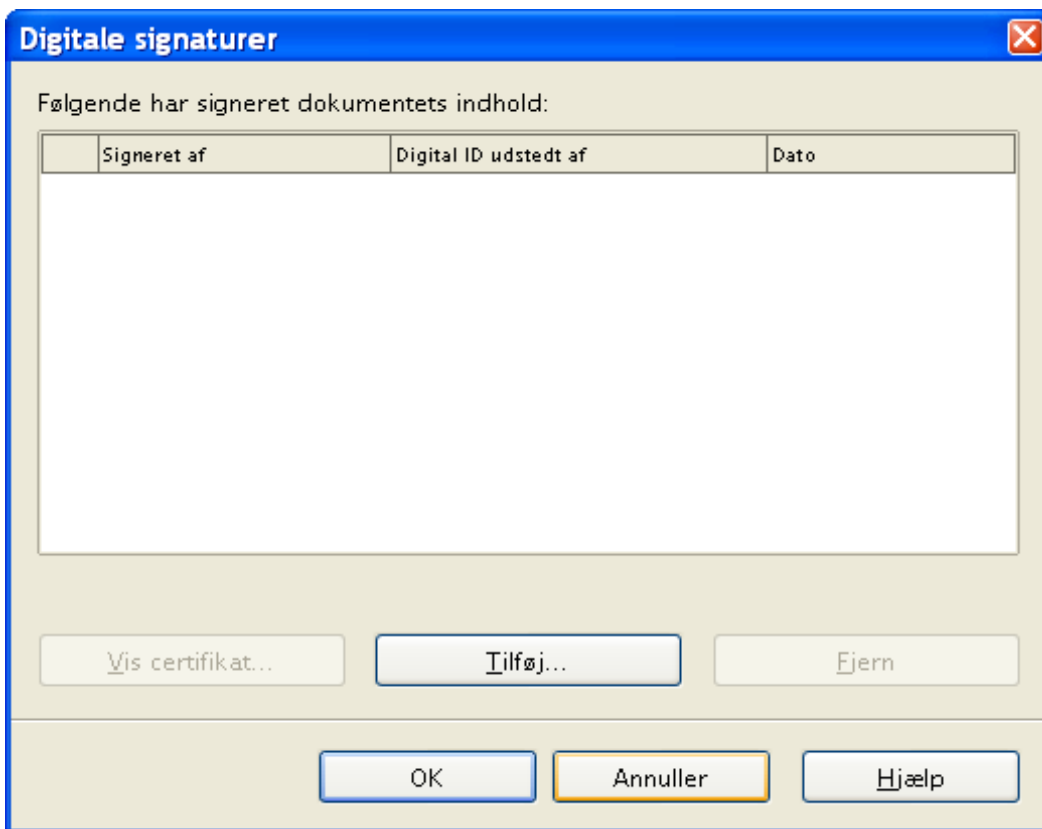 Digitale signaturer
Følgende har signeret dokumentets indhold:
Signeret af Digital ID udstedt af Dato
Vis certifikat... Tilføj... Fjern
OK Annuller Hjælp